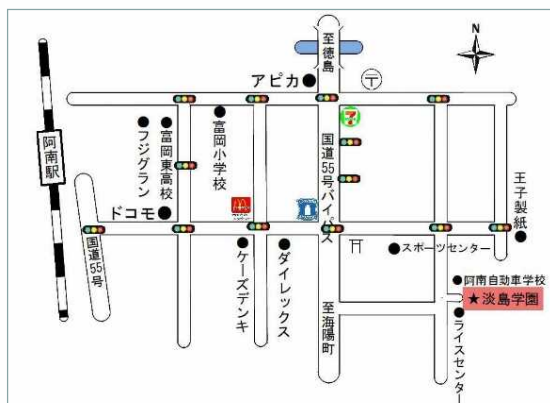 至徳島
アピカ
〒
阿南駅
フジグラン
富岡東高校
富岡小学校
国道55号バイパス
7
王子製紙
ドコモ
国道55号
ケーズデンキ
ダイレックス
スポーツセンター
阿南自動車学校
★淡島学園
至海陽町
ライスセンター
N